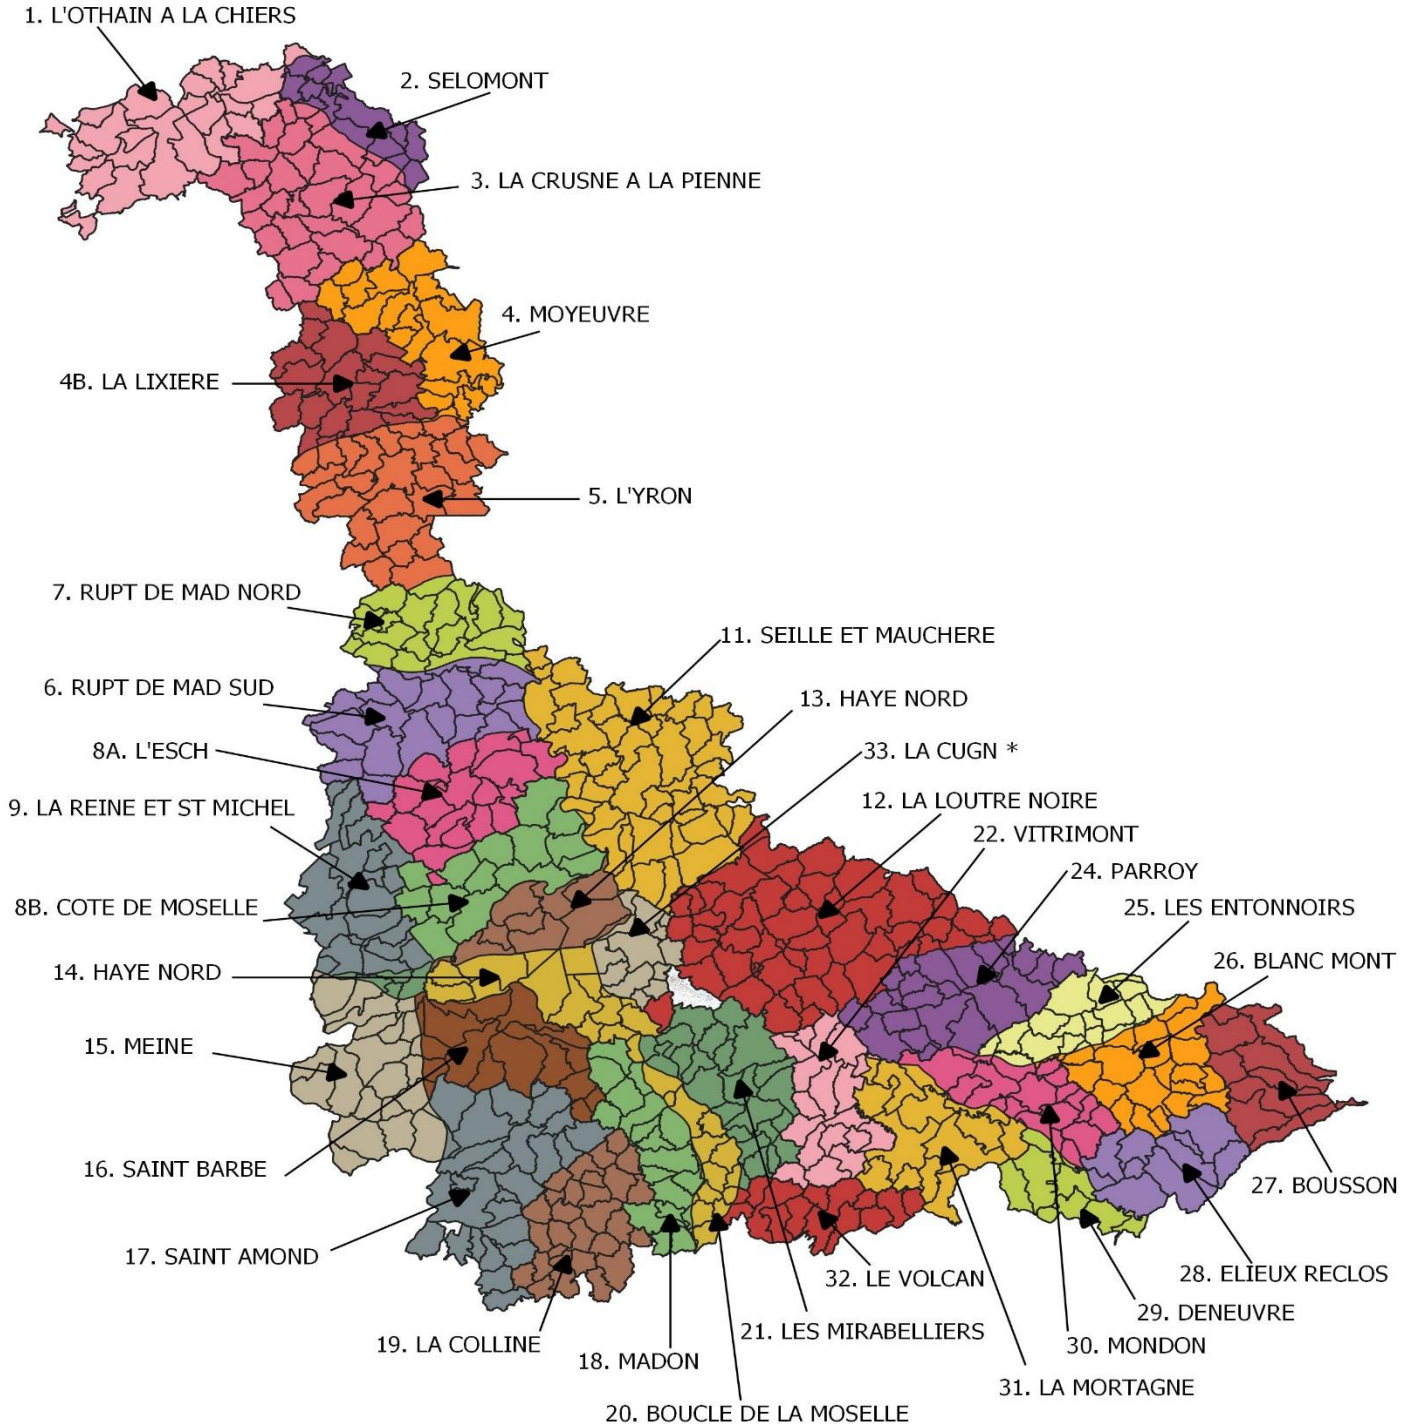 1. L'OTHAIN A LA CHIERS
2. SELOMONT
3. LA CRUSNE A LA PIENNE
4. MOYEUVRE
4B. LA LIXIERE
5. L'YRON
7. RUPT DE MAD NORD
11. SEILLE ET MAUCHERE
6. RUPT DE MAD SUD
13. HAYE NORD
8A. L'ESCH
33. LA CUGN *
9. LA REINE ET ST MICHEL
12. LA LOUTRE NOIRE
22. VITRIMONT
24. PARROY
8B. COTE DE MOSELLE
25. LES ENTONNOIRS
26. BLANC MONT
14. HAYE NORD
15. MEINE
16. SAINT BARBE
27. BOUSSON
17. SAINT AMOND
32. LE VOLCAN
28. ELIEUX RECLOS
29. DENEUVRE
21. LES MIRABELLIERS
19. LA COLLINE
30. MONDON
18. MADON
31. LA MORTAGNE
20. BOUCLE DE LA MOSELLE